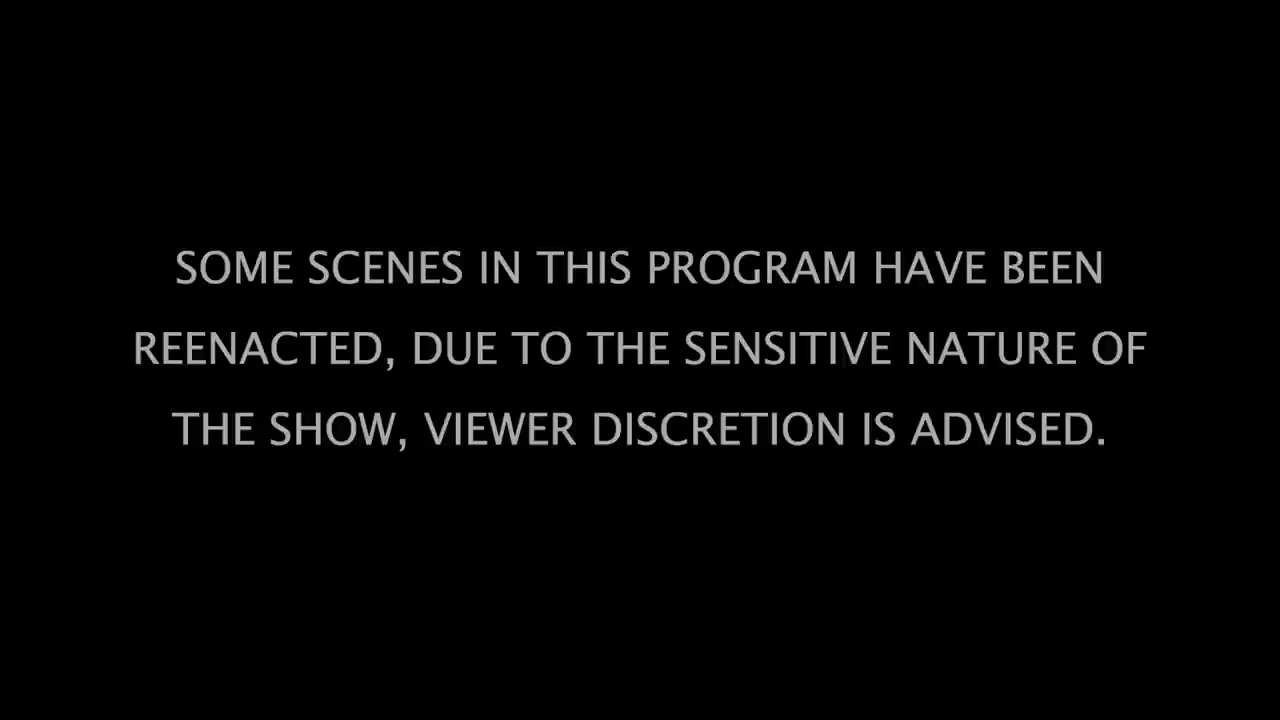 SOME SCENES IN THIS PROGRAM HAVE BEEN
REENACTED, DUE TO THE SENSITIVE NATURE OF
THE SHOW, VIEWER DISCRETION IS ADVISED.